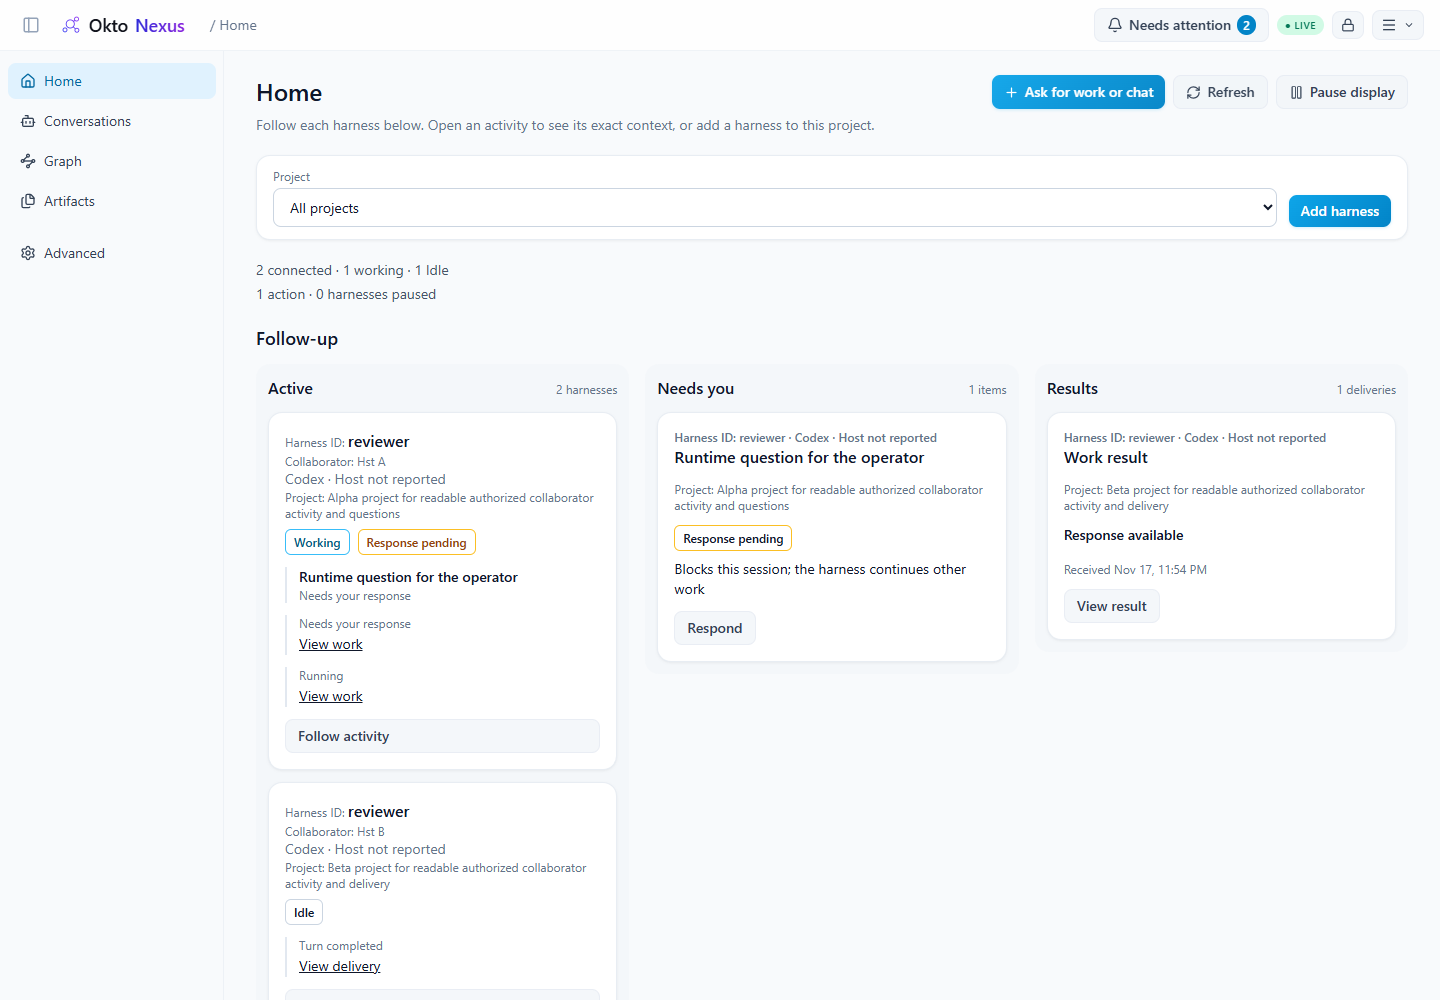 Okto Nexus
/ Home
Needs attention 2
LIVE
Home
Conversations
Graph
Artifacts
Advanced
Home
Ask for work or chat
Refresh
Pause display
Follow each harness below. Open an activity to see its exact context, or add a harness to this project.
Project
All projects
Add harness
2 connected · 1 working · 1 Idle
1 action · 0 harnesses paused
Follow-up
Active
2 harnesses
Harness ID: reviewer
Collaborator: Hst A
Codex · Host not reported
Project: Alpha project for readable authorized collaborator
activity and questions
Working
Response pending
Runtime question for the operator
Needs your response
Needs your response
View work
Running
View work
Follow activity
Harness ID: reviewer
Collaborator: Hst B
Codex · Host not reported
Project: Beta project for readable authorized collaborator
activity and delivery
Idle
Turn completed
View delivery
Needs you
1 items
Harness ID: reviewer · Codex · Host not reported
Runtime question for the operator
Project: Alpha project for readable authorized collaborator
activity and questions
Response pending
Blocks this session; the harness continues other
work
Respond
Results
1 deliveries
Harness ID: reviewer · Codex · Host not reported
Work result
Project: Beta project for readable authorized collaborator
activity and delivery
Response available
Received Nov 17, 11:54 PM
View result